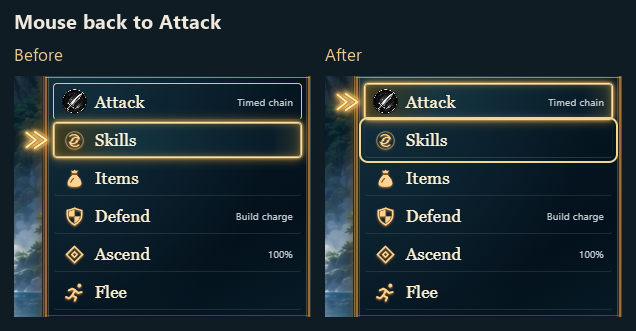 Mouse back to Attack
Before
After
Attack Timed chain
Skills
Items
Defend Build charge
Ascend 100%
Flee
Attack Timed chain
Skills
Items
Defend Build charge
Ascend 100%
Flee